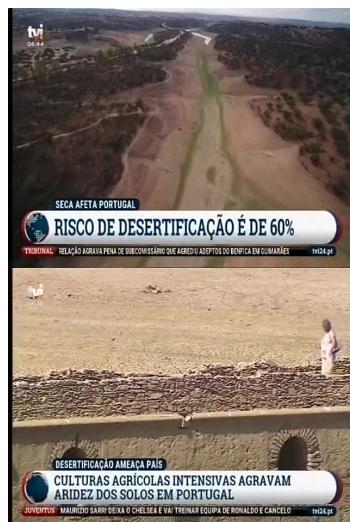 tvi
06:44
SECA AFETA PORTUGAL
RISCO DE DESERTIFICAÇÃO É DE 60%
TRIBUNAL RELAÇÃO AGRAVA PENA DE SUBCOMISSÁRIO QUE AGREDIU ADEPTOS DO BENFICA EM GUIMARÃES tvi24.pt
tvi
DESERTIFICAÇÃO AMEAÇA PAÍS
CULTURAS AGRÍCOLAS INTENSIVAS AGRAVAM
ARIDEZ DOS SOLOS EM PORTUGAL
JUVENTUS MAURIZIO SARRI DEIXA O CHELSEA E VAI TREINAR EQUIPA DE RONALDO E CANCELO tvi24.pt